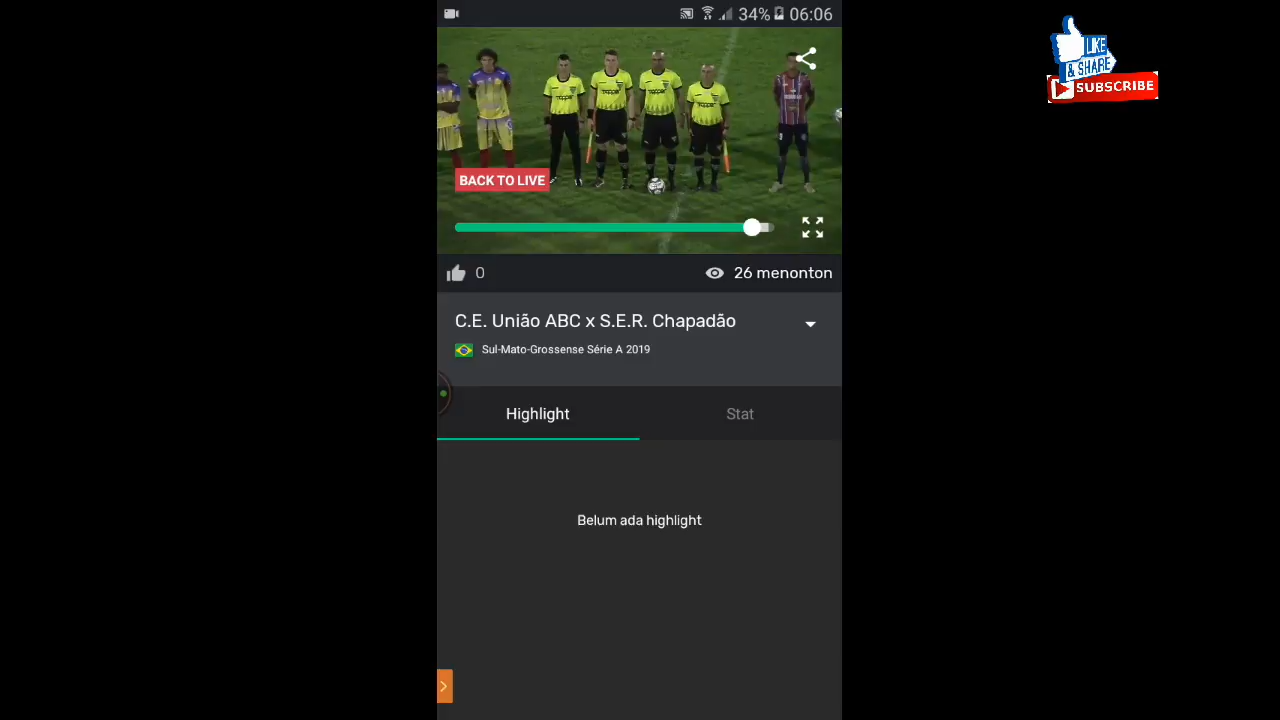 34% 06:06
LIKE
& SHARE
SUBSCRIBE
BACK TO LIVE
0
26 menonton
C.E. União ABC x S.E.R. Chapadão
Sul-Mato-Grossense Série A 2019
Highlight
Stat
Belum ada highlight